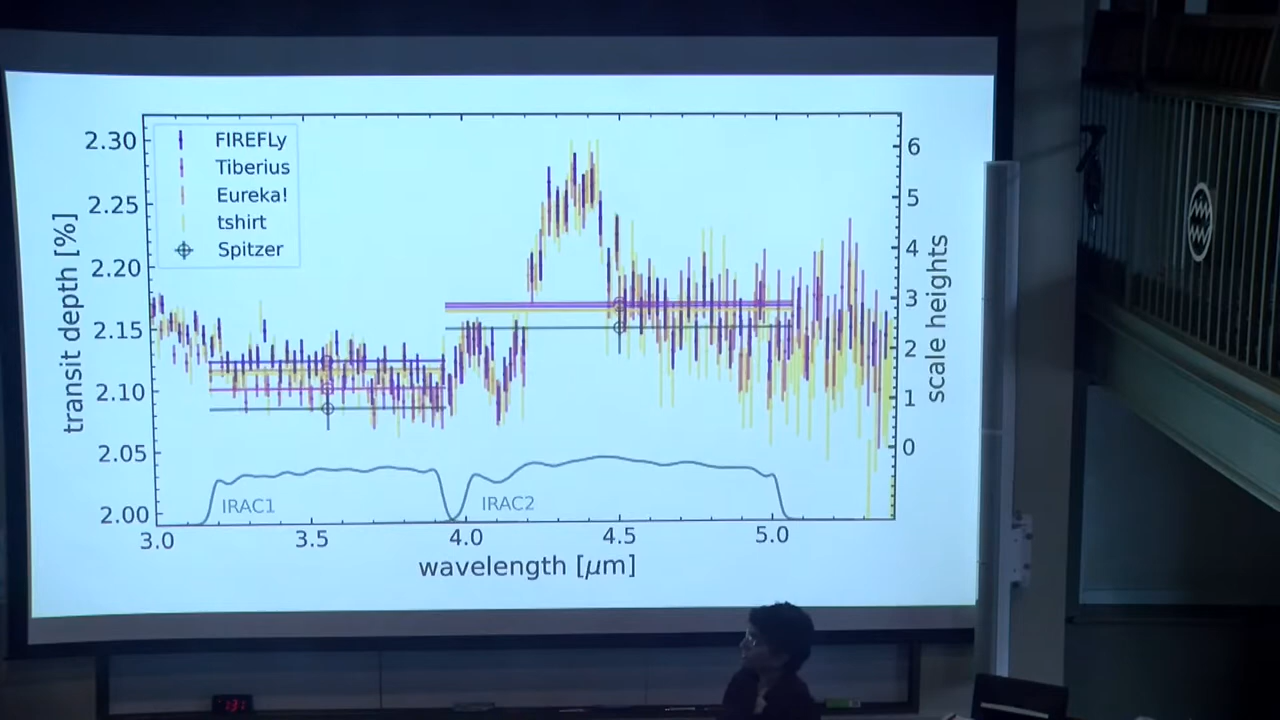 FIREFLy
Tiberius
Eureka!
tshirt
Spitzer
2.30
2.25
2.20
2.15
2.10
2.05
2.00
transit depth [%]
6
5
4
3
2
1
0
scale heights
IRAC1
IRAC2
3.0
3.5
4.0
4.5
5.0
wavelength [μm]